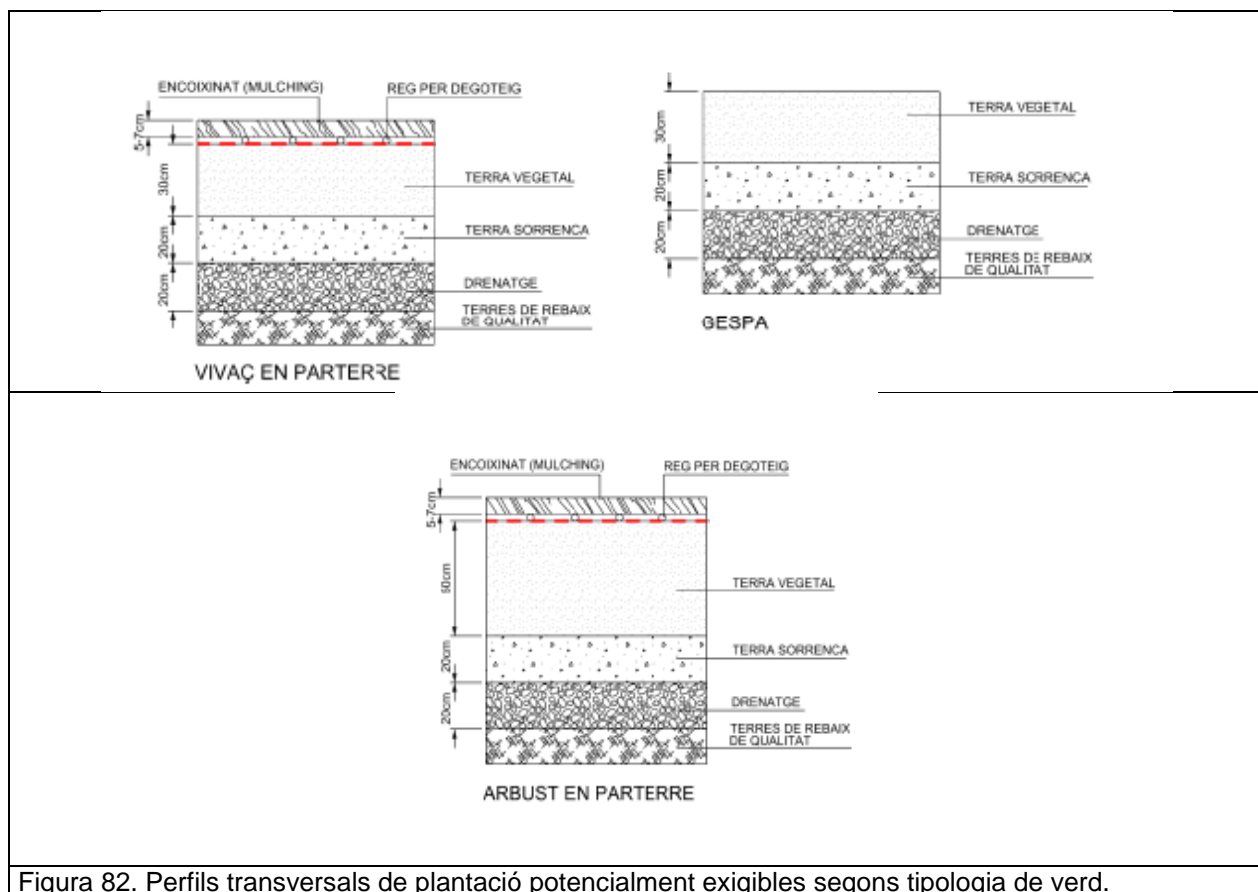 ENCOIXINAT (MULCHING)
REG PER DEGOTEIG
5-7cm
30cm
20cm
20cm
TERRA VEGETAL
TERRA SORRENCA
DRENATGE
TERRES DE REBAIX
DE QUALITAT
VIVAÇ EN PARTERRE
30cm
20cm
20cm
TERRA VEGETAL
TERRA SORRENCA
DRENATGE
TERRES DE REBAIX
DE QUALITAT
GESPA
ENCOIXINAT (MULCHING)
REG PER DEGOTEIG
5-7cm
20cm
20cm
TERRA VEGETAL
TERRA SORRENCA
DRENATGE
TERRES DE REBAIX
DE QUALITAT
ARBUST EN PARTERRE
Figura 82. Perfils transversals de plantació potencialment exigibles segons tipologia de verd.